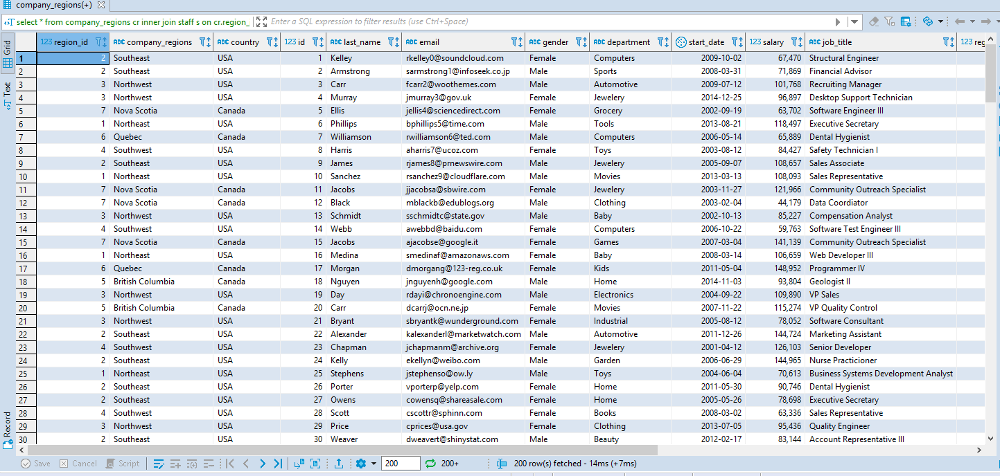 company_regions(+)
select * from company_regions cr inner join staff s on cr.region_ Enter a SQL expression to filter results (use Ctrl+Space)
Grid
Text
Record
123 region_id ABC company_regions ABC country 123 id ABC last_name ABC email ABC gender ABC department start_date 123 salary ABC job_title 123 reg
1 2 Southeast USA 1 Kelley rkelley0@soundcloud.com Female Computers 2009-10-02 67,470 Structural Engineer
2 2 Southeast USA 2 Armstrong sarmstrong1@infoseek.co.jp Male Sports 2008-03-31 71,869 Financial Advisor
3 3 Northwest USA 3 Carr fcarr2@woothemes.com Male Automotive 2009-07-12 101,768 Recruiting Manager
4 3 Northwest USA 4 Murray jmurray3@gov.uk Female Jewelery 2014-12-25 96,897 Desktop Support Technician
5 7 Nova Scotia Canada 5 Ellis jellis4@sciencedirect.com Female Grocery 2002-09-19 63,702 Software Engineer III
6 1 Northeast USA 6 Phillips bphillips5@time.com Male Tools 2013-08-21 118,497 Executive Secretary
7 6 Quebec Canada 7 Williamson rwilliamson6@ted.com Male Computers 2006-05-14 65,889 Dental Hygienist
8 4 Southwest USA 8 Harris aharris7@ucoz.com Female Toys 2003-08-12 84,427 Safety Technician I
9 2 Southeast USA 9 James rjames8@prnewswire.com Male Jewelery 2005-09-07 108,657 Sales Associate
10 1 Northeast USA 10 Sanchez rsanchez9@cloudflare.com Male Movies 2013-03-13 108,093 Sales Representative
11 7 Nova Scotia Canada 11 Jacobs jjacobsa@sbwire.com Female Jewelery 2003-11-27 121,966 Community Outreach Specialist
12 7 Nova Scotia Canada 12 Black mblackb@edublogs.org Male Clothing 2003-02-04 44,179 Data Coordiator
13 3 Northwest USA 13 Schmidt sschmidtc@state.gov Male Baby 2002-10-13 85,227 Compensation Analyst
14 4 Southwest USA 14 Webb awebbd@baidu.com Female Computers 2006-10-22 59,763 Software Test Engineer III
15 7 Nova Scotia Canada 15 Jacobs ajacobse@google.it Female Games 2007-03-04 141,139 Community Outreach Specialist
16 1 Northeast USA 16 Medina smedinaf@amazonaws.com Female Baby 2008-03-14 106,659 Web Developer III
17 6 Quebec Canada 17 Morgan dmorgang@123-reg.co.uk Female Kids 2011-05-04 148,952 Programmer IV
18 5 British Columbia Canada 18 Nguyen jnguyenh@google.com Male Home 2014-11-03 93,804 Geologist II
19 3 Northwest USA 19 Day rdayi@chronoengine.com Male Electronics 2004-09-22 109,890 VP Sales
20 5 British Columbia Canada 20 Carr dcarrj@ocn.ne.jp Female Movies 2007-11-22 115,274 VP Quality Control
21 3 Northwest USA 21 Bryant sbryantk@wunderground.com Female Industrial 2005-08-12 78,052 Software Consultant
22 2 Southeast USA 22 Alexander kalexanderl@marketwatch.com Male Automotive 2011-12-26 144,724 Marketing Assistant
23 4 Southwest USA 23 Chapman jchapmanm@archive.org Female Jewelery 2001-04-12 126,103 Senior Developer
24 2 Southeast USA 24 Kelly ekellyn@weibo.com Male Garden 2006-06-29 144,965 Nurse Practicioner
25 1 Northeast USA 25 Stephens jstephenso@ow.ly Male Toys 2004-06-04 70,613 Business Systems Development Analyst
26 2 Southeast USA 26 Porter vporterp@yelp.com Female Home 2011-05-30 90,746 Dental Hygienist
27 2 Southeast USA 27 Owens cowensq@shareasale.com Female Home 2005-05-26 78,698 Executive Secretary
28 4 Southwest USA 28 Scott cscottr@sphinn.com Female Books 2008-03-02 63,336 Sales Representative
29 3 Northwest USA 29 Price cprices@usa.gov Female Clothing 2013-07-05 95,436 Quality Engineer
30 2 Southeast USA 30 Weaver dweavert@shinystat.com Male Beauty 2012-02-17 83,144 Account Representative III
Save Cancel Script 200 200+ 200 row(s) fetched - 14ms (+7ms)